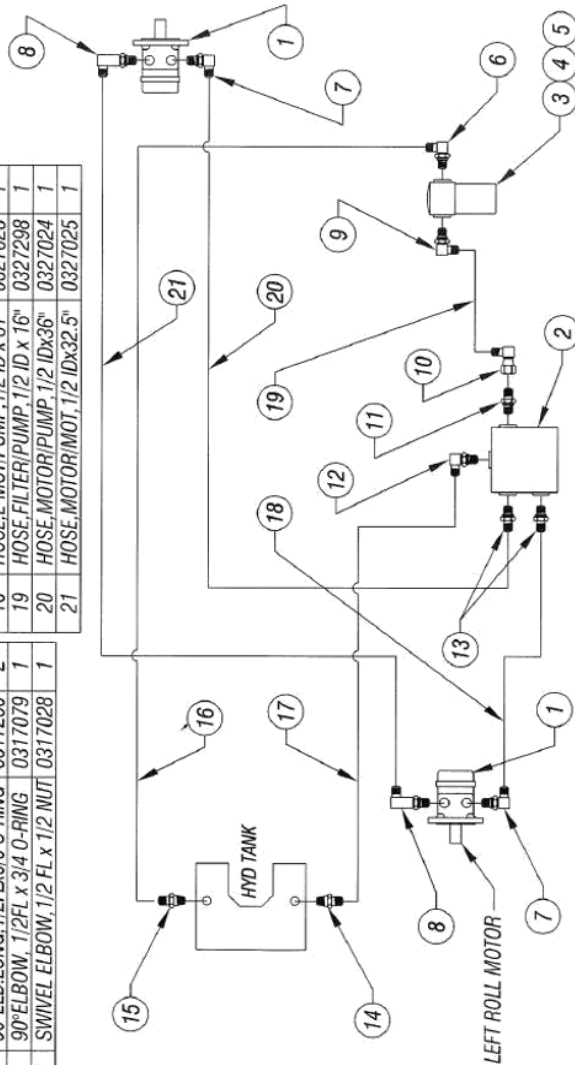 90°ELBOW, 1/2FL x 3/4 O-RING 0317079 1
SWIVEL ELBOW, 1/2 FL x 1/2 NUT 0317028 1
19 HOSE,FILTER/PUMP, 1/2 ID x 16" 0327298 1
20 HOSE,MOTOR/PUMP, 1/2 IDx36" 0327024 1
21 HOSE,MOTOR/MOT, 1/2 IDx32.5" 0327025 1
8
1
7
21
20
6
3 4 5
9
19
10
11
12
2
18
13
16
17
15
HYD TANK
14
8
1
7
LEFT ROLL MOTOR